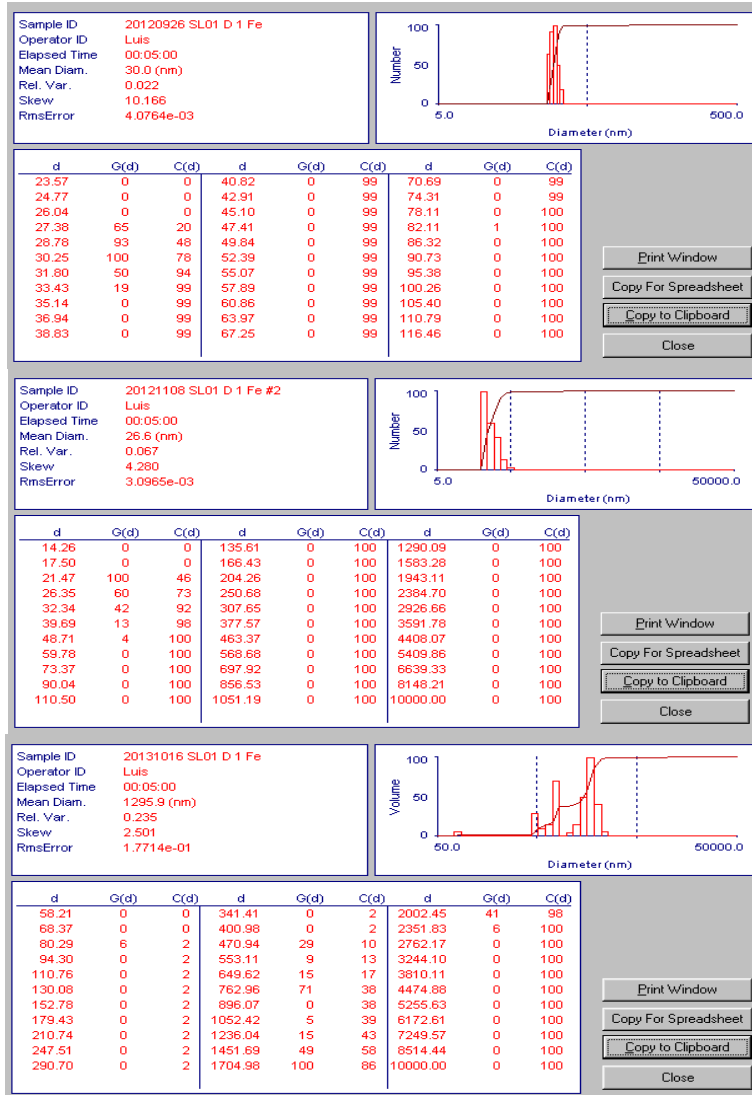 Sample ID 20120926 SL01 D 1 Fe
Operator ID Luis
Elapsed Time 00:05:00
Mean Diam. 30.0 (nm)
Rel. Var. 0.022
Skew 10.166
RmsError 4.0764e-03
100
50
0
Number
5.0 500.0
Diameter (nm)
d G(d) C(d) d G(d) C(d) d G(d) C(d)
23.57 0 0 40.82 0 99 70.69 0 99
24.77 0 0 42.91 0 99 74.31 0 99
26.04 0 0 45.10 0 99 78.11 0 100
27.38 65 20 47.41 0 99 82.11 1 100
28.78 93 48 49.84 0 99 86.32 0 100
30.25 100 78 52.39 0 99 90.73 0 100
31.80 50 94 55.07 0 99 95.38 0 100
33.43 19 99 57.89 0 99 100.26 0 100
35.14 0 99 60.86 0 99 105.40 0 100
36.94 0 99 63.97 0 99 110.79 0 100
38.83 0 99 67.25 0 99 116.46 0 100
Print Window
Copy For Spreadsheet
Copy to Clipboard
Close
Sample ID 20121108 SL01 D 1 Fe #2
Operator ID Luis
Elapsed Time 00:05:00
Mean Diam. 26.6 (nm)
Rel. Var. 0.067
Skew 4.280
RmsError 3.0965e-03
100
50
0
Number
5.0 50000.0
Diameter (nm)
d G(d) C(d) d G(d) C(d) d G(d) C(d)
14.26 0 0 135.61 0 100 1290.09 0 100
17.50 0 0 166.43 0 100 1583.28 0 100
21.47 100 46 204.26 0 100 1943.11 0 100
26.35 60 73 250.68 0 100 2384.70 0 100
32.34 42 92 307.65 0 100 2926.66 0 100
39.69 13 98 377.57 0 100 3591.78 0 100
48.71 4 100 463.37 0 100 4408.07 0 100
59.78 0 100 568.68 0 100 5409.86 0 100
73.37 0 100 697.92 0 100 6639.33 0 100
90.04 0 100 856.53 0 100 8148.21 0 100
110.50 0 100 1051.19 0 100 10000.00 0 100
Print Window
Copy For Spreadsheet
Copy to Clipboard
Close
Sample ID 20131016 SL01 D 1 Fe
Operator ID Luis
Elapsed Time 00:05:00
Mean Diam. 1295.9 (nm)
Rel. Var. 0.235
Skew 2.501
RmsError 1.7714e-01
100
50
0
Volume
50.0 50000.0
Diameter (nm)
d G(d) C(d) d G(d) C(d) d G(d) C(d)
58.21 0 0 341.41 0 2 2002.45 41 98
68.37 0 0 400.98 0 2 2351.83 6 100
80.29 6 2 470.94 29 10 2762.17 0 100
94.30 0 2 553.11 9 13 3244.10 0 100
110.76 0 2 649.62 15 17 3810.11 0 100
130.08 0 2 762.96 71 38 4474.88 0 100
152.78 0 2 896.07 0 38 5255.63 0 100
179.43 0 2 1052.42 5 39 6172.61 0 100
210.74 0 2 1236.04 15 43 7249.57 0 100
247.51 0 2 1451.69 49 58 8514.44 0 100
290.70 0 2 1704.98 100 86 10000.00 0 100
Print Window
Copy For Spreadsheet
Copy to Clipboard
Close